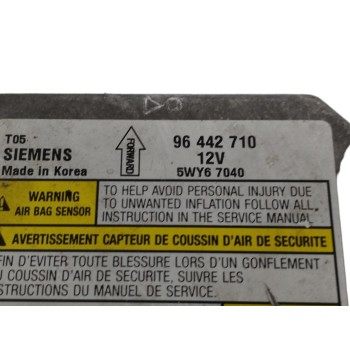 T05
SIEMENS
Made in Korea
FORWARD
96 442 710
12V
5WY6 7040
WARNING
AIR BAG SENSOR
TO HELP AVOID PERSONAL INJURY DUE
TO UNWANTED INFLATION FOLLOW ALL
INSTRUCTION IN THE SERVICE MANUAL
AVERTISSEMENT CAPTEUR DE COUSSIN D'AIR DE SECURITE
FIN D'EVITER TOUTE BLESSURE LORS D'UN GONFLEMENT
U COUSSIN D'AIR DE SECURITE, SUIVRE LES
STRUCTIONS DU MANUEL DE SERVICE.